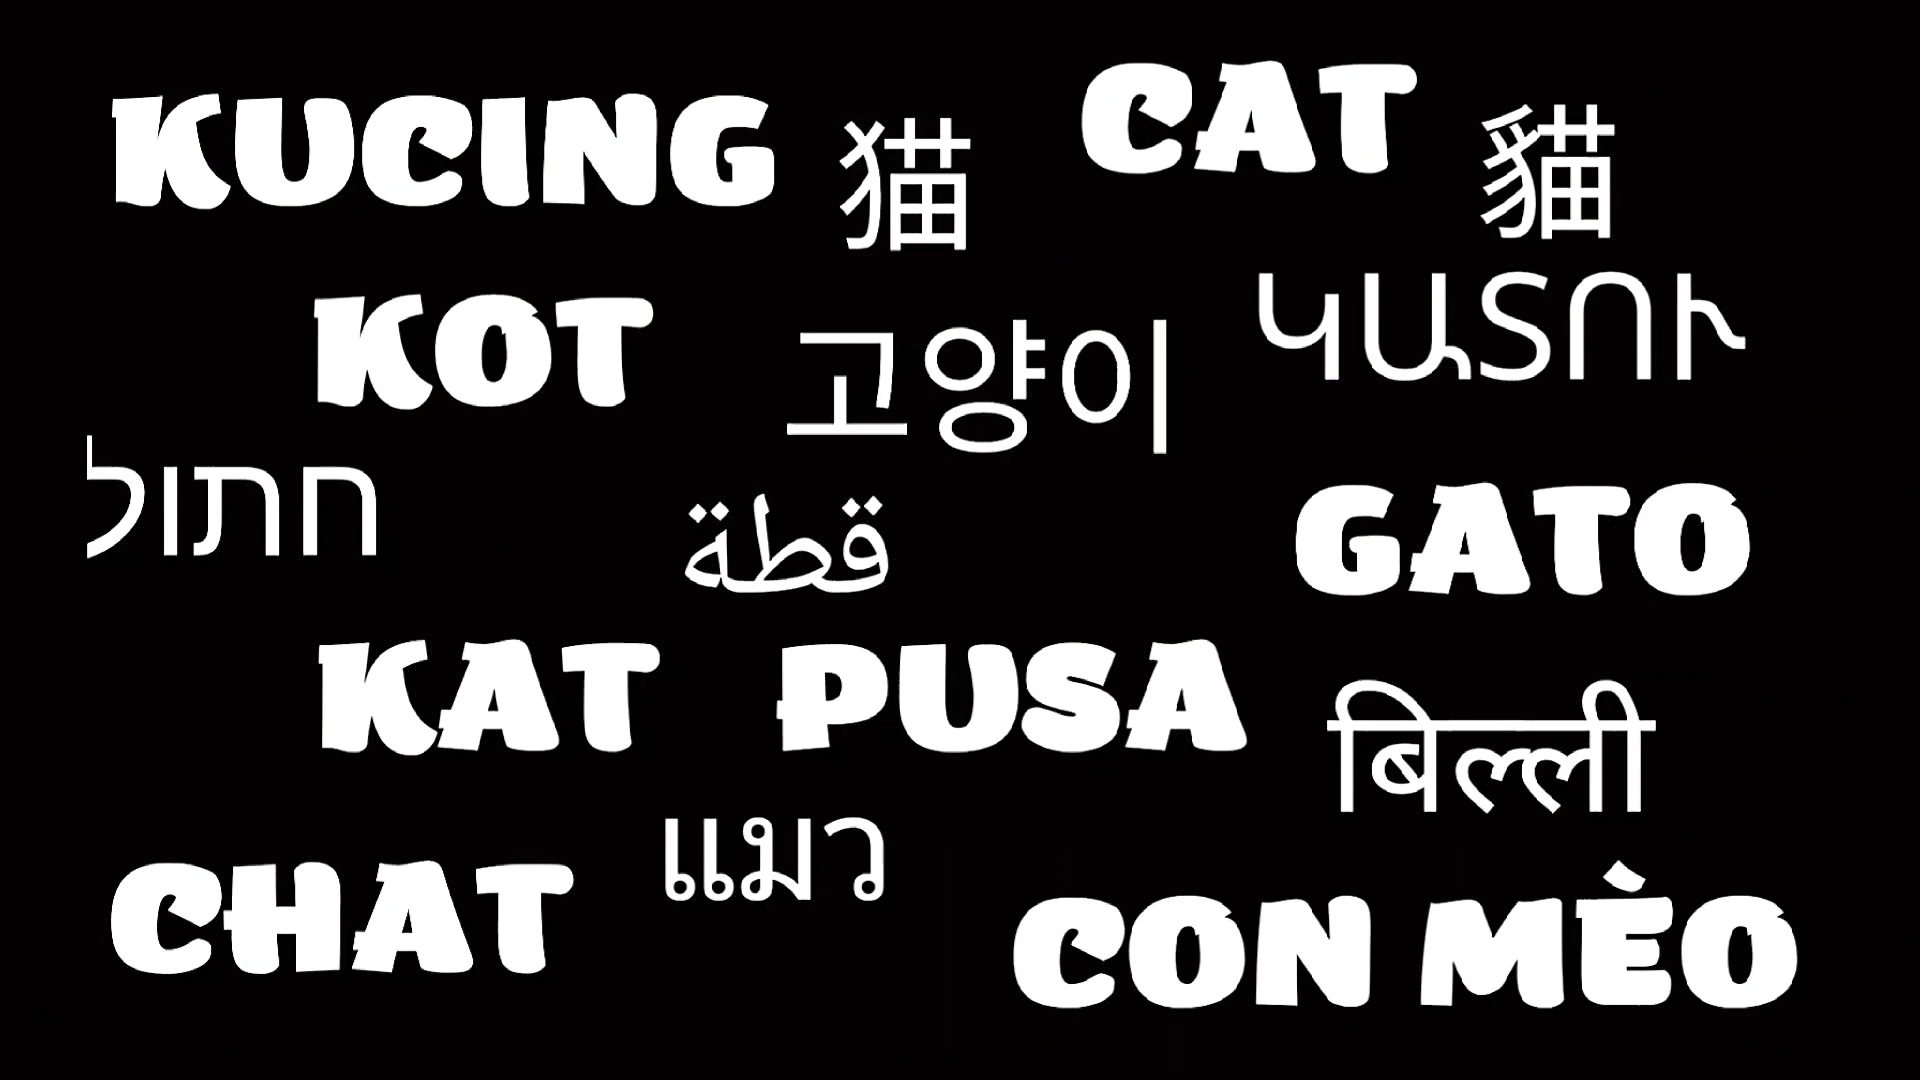 KUCING 猫 CAT 貓
KOT 고양이 Կատու
חתול قطة GATO
KAT PUSA बिल्ली
CHAT แมว CON MÈO